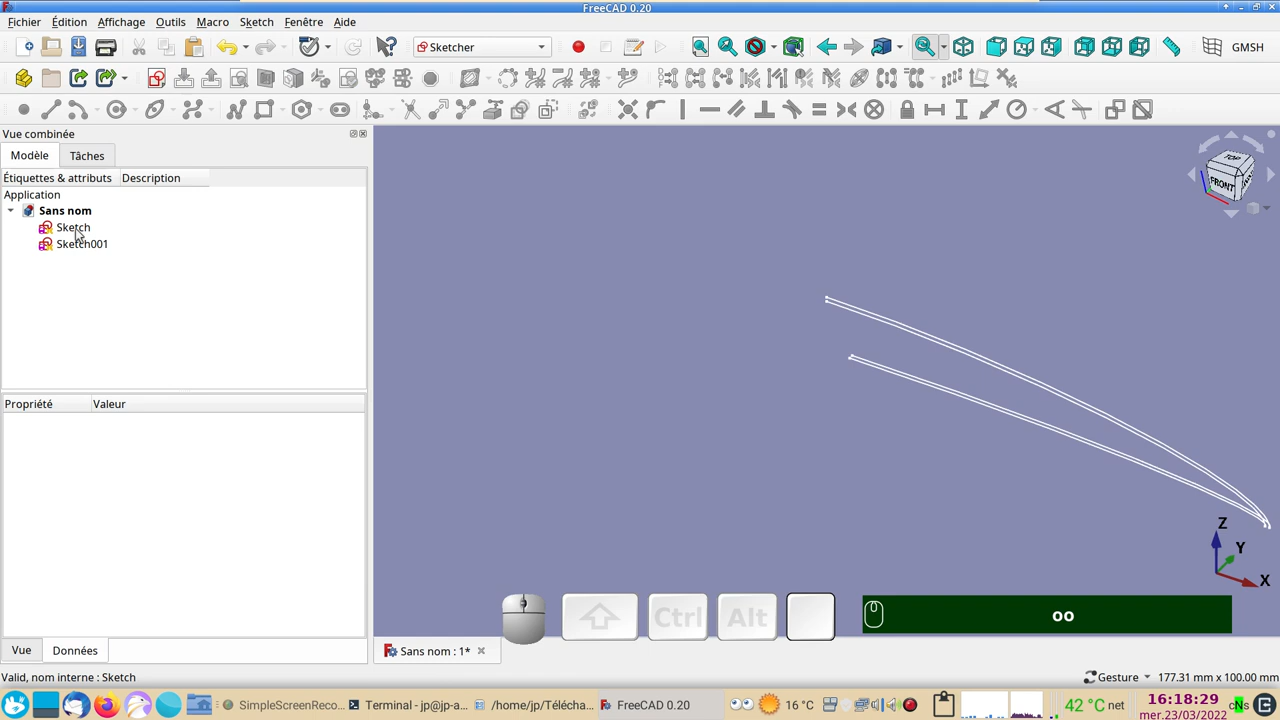 FreeCAD 0.20
Fichier Édition Affichage Outils Macro Sketch Fenêtre Aide
Sketcher
GMSH
Vue combinée
Modèle Tâches
Étiquettes & attributs Description
Application
Sans nom
Sketch
Sketch001
Propriété Valeur
TOP
FRONT
Z
Y
X
Ctrl Alt
oo
Vue Données
Sans nom : 1*
Valid, nom interne : Sketch
Gesture 177.31 mm x 100.00 mm
SimpleScreenReco...
Terminal - jp@jp-a...
/home/jp/Télécha...
FreeCAD 0.20
16 °C
42 °C net
16:18:29
mer.23/03/2022
cNs